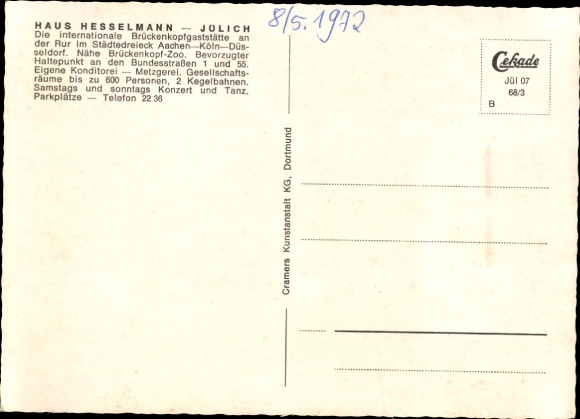 HAUS HESSELMANN — JÜLICH
Die internationale Brückenkopfgaststätte an
der Rur im Städtedreieck Aachen—Köln—Düs-
seldorf. Nähe Brückenkopf-Zoo. Bevorzugter
Haltepunkt an den Bundesstraßen 1 und 55.
Eigene Konditorei — Metzgerei. Gesellschafts-
räume bis zu 600 Personen, 2 Kegelbahnen.
Samstags und sonntags Konzert und Tanz.
Parkplätze — Telefon 22 36
8/5. 1972
Cekade
Jül 07
68/3
B
Cramers Kunstanstalt KG, Dortmund